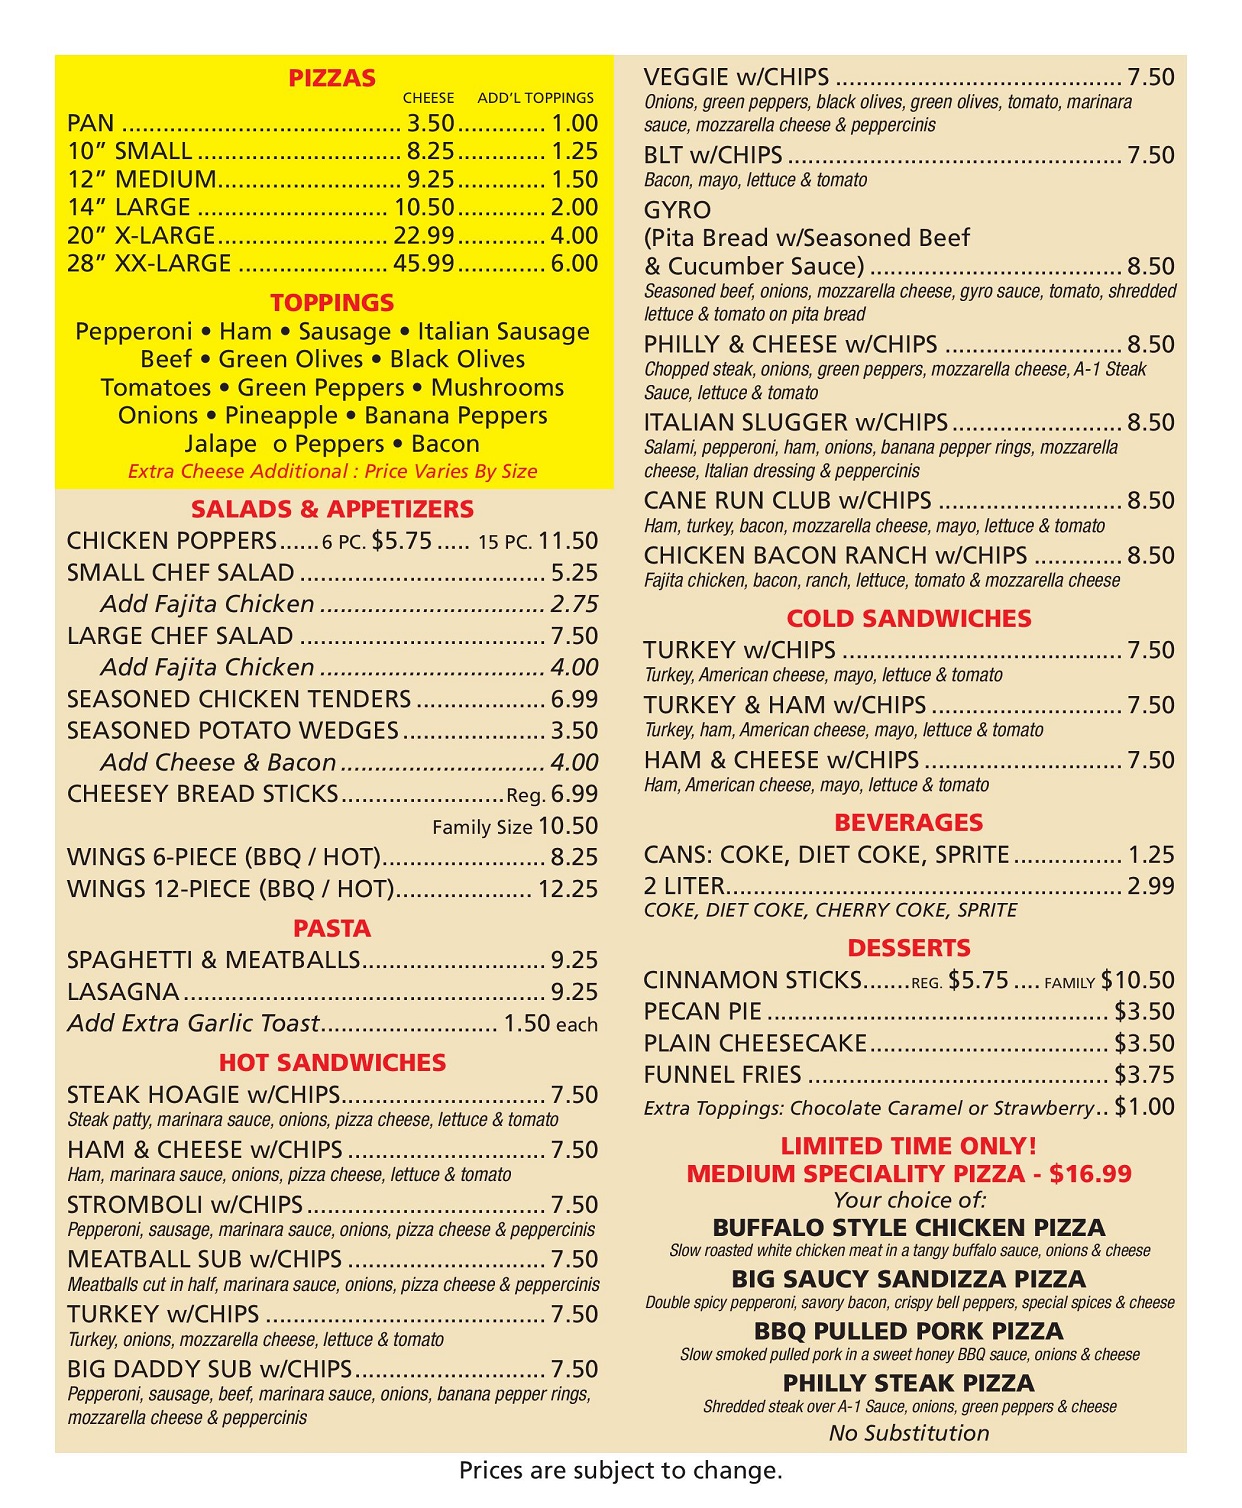 PIZZAS
CHEESE ADD'L TOPPINGS
PAN ......................................... 3.50 ............. 1.00
10” SMALL ............................ 8.25 ............. 1.25
12” MEDIUM........................... 9.25 ............. 1.50
14” LARGE ............................ 10.50 ............. 2.00
20” X-LARGE......................... 22.99 ............. 4.00
28” XX-LARGE ...................... 45.99 ............. 6.00
TOPPINGS
Pepperoni • Ham • Sausage • Italian Sausage
Beef • Green Olives • Black Olives
Tomatoes • Green Peppers • Mushrooms
Onions • Pineapple • Banana Peppers
Jalape o Peppers • Bacon
Extra Cheese Additional : Price Varies By Size
SALADS & APPETIZERS
CHICKEN POPPERS......6 PC. $5.75 ..... 15 PC. 11.50
SMALL CHEF SALAD .................................... 5.25
Add Fajita Chicken ................................. 2.75
LARGE CHEF SALAD .................................... 7.50
Add Fajita Chicken ................................. 4.00
SEASONED CHICKEN TENDERS ................... 6.99
SEASONED POTATO WEDGES..................... 3.50
Add Cheese & Bacon .............................. 4.00
CHEESEY BREAD STICKS........................Reg. 6.99
Family Size 10.50
WINGS 6-PIECE (BBQ / HOT)........................ 8.25
WINGS 12-PIECE (BBQ / HOT).................... 12.25
PASTA
SPAGHETTI & MEATBALLS........................... 9.25
LASAGNA ..................................................... 9.25
Add Extra Garlic Toast.......................... 1.50 each
HOT SANDWICHES
STEAK HOAGIE w/CHIPS.............................. 7.50
Steak patty, marinara sauce, onions, pizza cheese, lettuce & tomato
HAM & CHEESE w/CHIPS ............................. 7.50
Ham, marinara sauce, onions, pizza cheese, lettuce & tomato
STROMBOLI w/CHIPS ................................... 7.50
Pepperoni, sausage, marinara sauce, onions, pizza cheese & peppercinis
MEATBALL SUB w/CHIPS ............................. 7.50
Meatballs cut in half, marinara sauce, onions, pizza cheese & peppercinis
TURKEY w/CHIPS ......................................... 7.50
Turkey, onions, mozzarella cheese, lettuce & tomato
BIG DADDY SUB w/CHIPS............................ 7.50
Pepperoni, sausage, beef, marinara sauce, onions, banana pepper rings,
mozzarella cheese & peppercinis
VEGGIE w/CHIPS .......................................... 7.50
Onions, green peppers, black olives, green olives, tomato, marinara
sauce, mozzarella cheese & peppercinis
BLT w/CHIPS ................................................. 7.50
Bacon, mayo, lettuce & tomato
GYRO
(Pita Bread w/Seasoned Beef
& Cucumber Sauce) ..................................... 8.50
Seasoned beef, onions, mozzarella cheese, gyro sauce, tomato, shredded
lettuce & tomato on pita bread
PHILLY & CHEESE w/CHIPS .......................... 8.50
Chopped steak, onions, green peppers, mozzarella cheese, A-1 Steak
Sauce, lettuce & tomato
ITALIAN SLUGGER w/CHIPS......................... 8.50
Salami, pepperoni, ham, onions, banana pepper rings, mozzarella
cheese, Italian dressing & peppercinis
CANE RUN CLUB w/CHIPS ........................... 8.50
Ham, turkey, bacon, mozzarella cheese, mayo, lettuce & tomato
CHICKEN BACON RANCH w/CHIPS ............. 8.50
Fajita chicken, bacon, ranch, lettuce, tomato & mozzarella cheese
COLD SANDWICHES
TURKEY w/CHIPS ......................................... 7.50
Turkey, American cheese, mayo, lettuce & tomato
TURKEY & HAM w/CHIPS ............................ 7.50
Turkey, ham, American cheese, mayo, lettuce & tomato
HAM & CHEESE w/CHIPS ............................. 7.50
Ham, American cheese, mayo, lettuce & tomato
BEVERAGES
CANS: COKE, DIET COKE, SPRITE................ 1.25
2 LITER.......................................................... 2.99
COKE, DIET COKE, CHERRY COKE, SPRITE
DESSERTS
CINNAMON STICKS.......REG. $5.75 .... FAMILY $10.50
PECAN PIE .................................................. $3.50
PLAIN CHEESECAKE................................... $3.50
FUNNEL FRIES ............................................ $3.75
Extra Toppings: Chocolate Caramel or Strawberry.. $1.00
LIMITED TIME ONLY!
MEDIUM SPECIALITY PIZZA - $16.99
Your choice of:
BUFFALO STYLE CHICKEN PIZZA
Slow roasted white chicken meat in a tangy buffalo sauce, onions & cheese
BIG SAUCY SANDIZZA PIZZA
Double spicy pepperoni, savory bacon, crispy bell peppers, special spices & cheese
BBQ PULLED PORK PIZZA
Slow smoked pulled pork in a sweet honey BBQ sauce, onions & cheese
PHILLY STEAK PIZZA
Shredded steak over A-1 Sauce, onions, green peppers & cheese
No Substitution
Prices are subject to change.